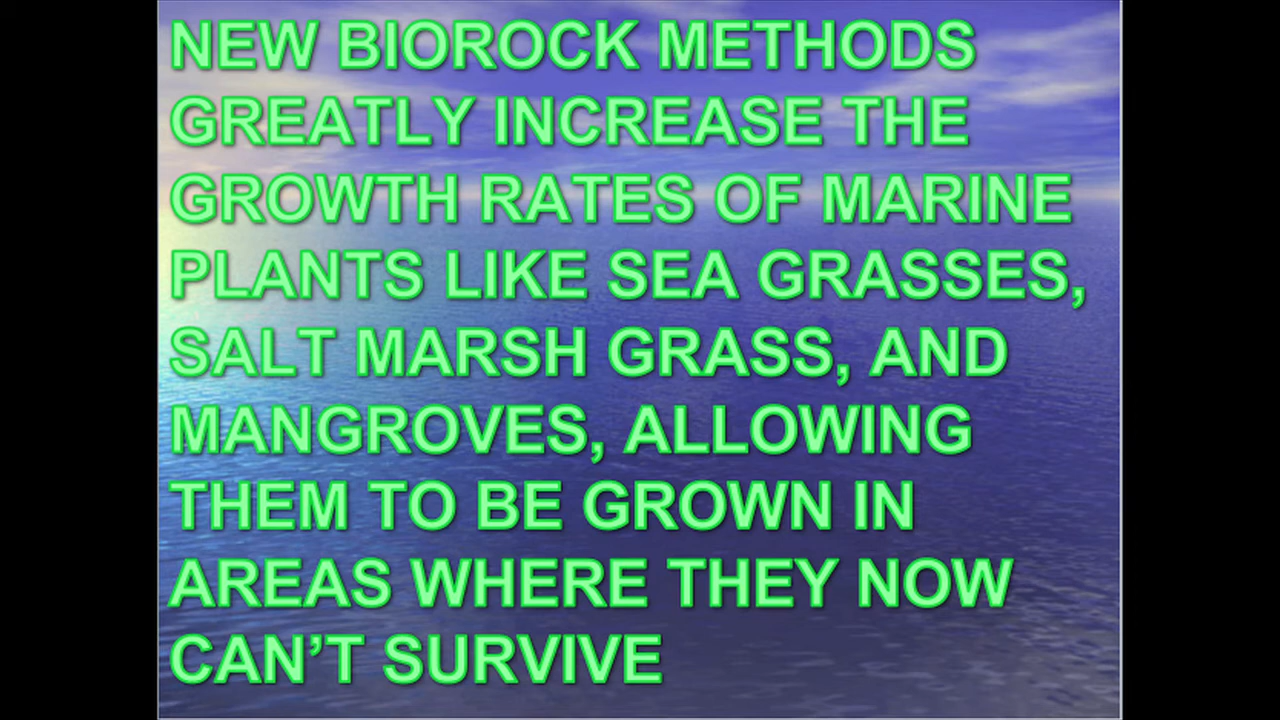 NEW BIOROCK METHODS
GREATLY INCREASE THE
GROWTH RATES OF MARINE
PLANTS LIKE SEA GRASSES,
SALT MARSH GRASS, AND
MANGROVES, ALLOWING
THEM TO BE GROWN IN
AREAS WHERE THEY NOW
CAN’T SURVIVE